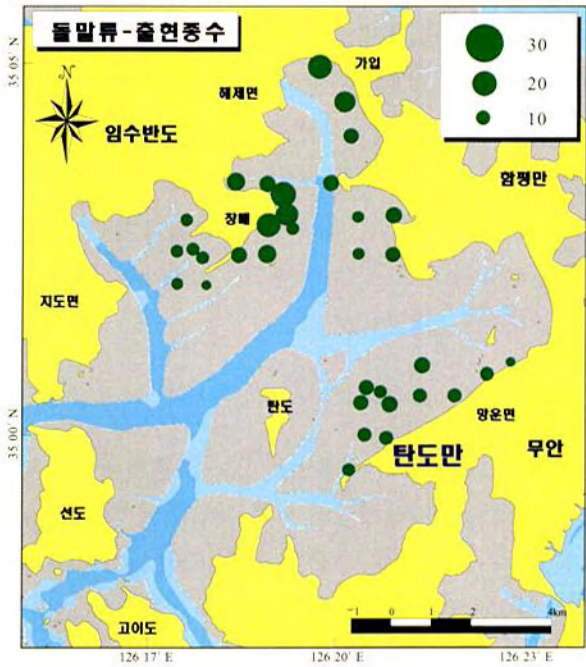 돌말류-출현종수
30
20
10
35 05' N
N
가입
해제면
임수반도
함평만
장빼
지도면
탄도
망운면
35 00' N
탄도만
무안
선도
고이도
-1 0 1 2 4km
126 17' E
126 20' E
126 23' E